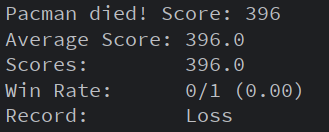 Pacman died! Score: 396
Average Score: 396.0
Scores:        396.0
Win Rate:      0/1 (0.00)
Record:        Loss